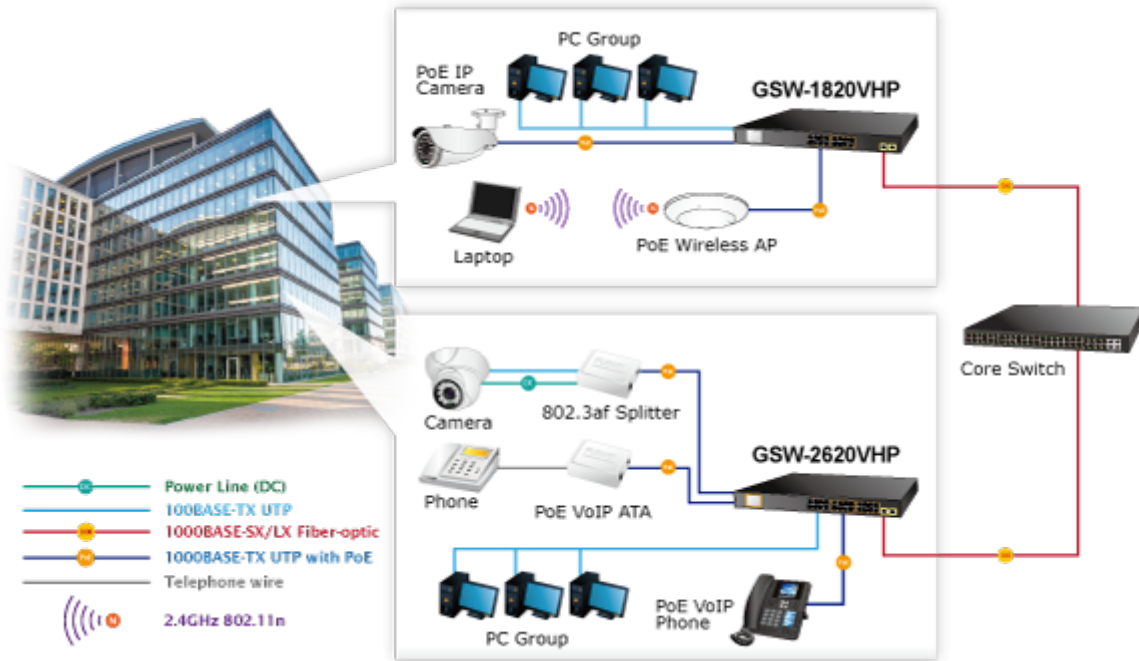 PC Group
PoE IP
Camera
GSW-1820VHP
N
N
Laptop
PoE Wireless AP
Core Switch
Camera
802.3af Splitter
GSW-2620VHP
Phone
PoE VoIP ATA
PC Group
PoE VoIP
Phone
Power Line (DC)
100BASE-TX UTP
1000BASE-SX/LX Fiber-optic
PoE
1000BASE-TX UTP with PoE
Telephone wire
N
2.4GHz 802.11n